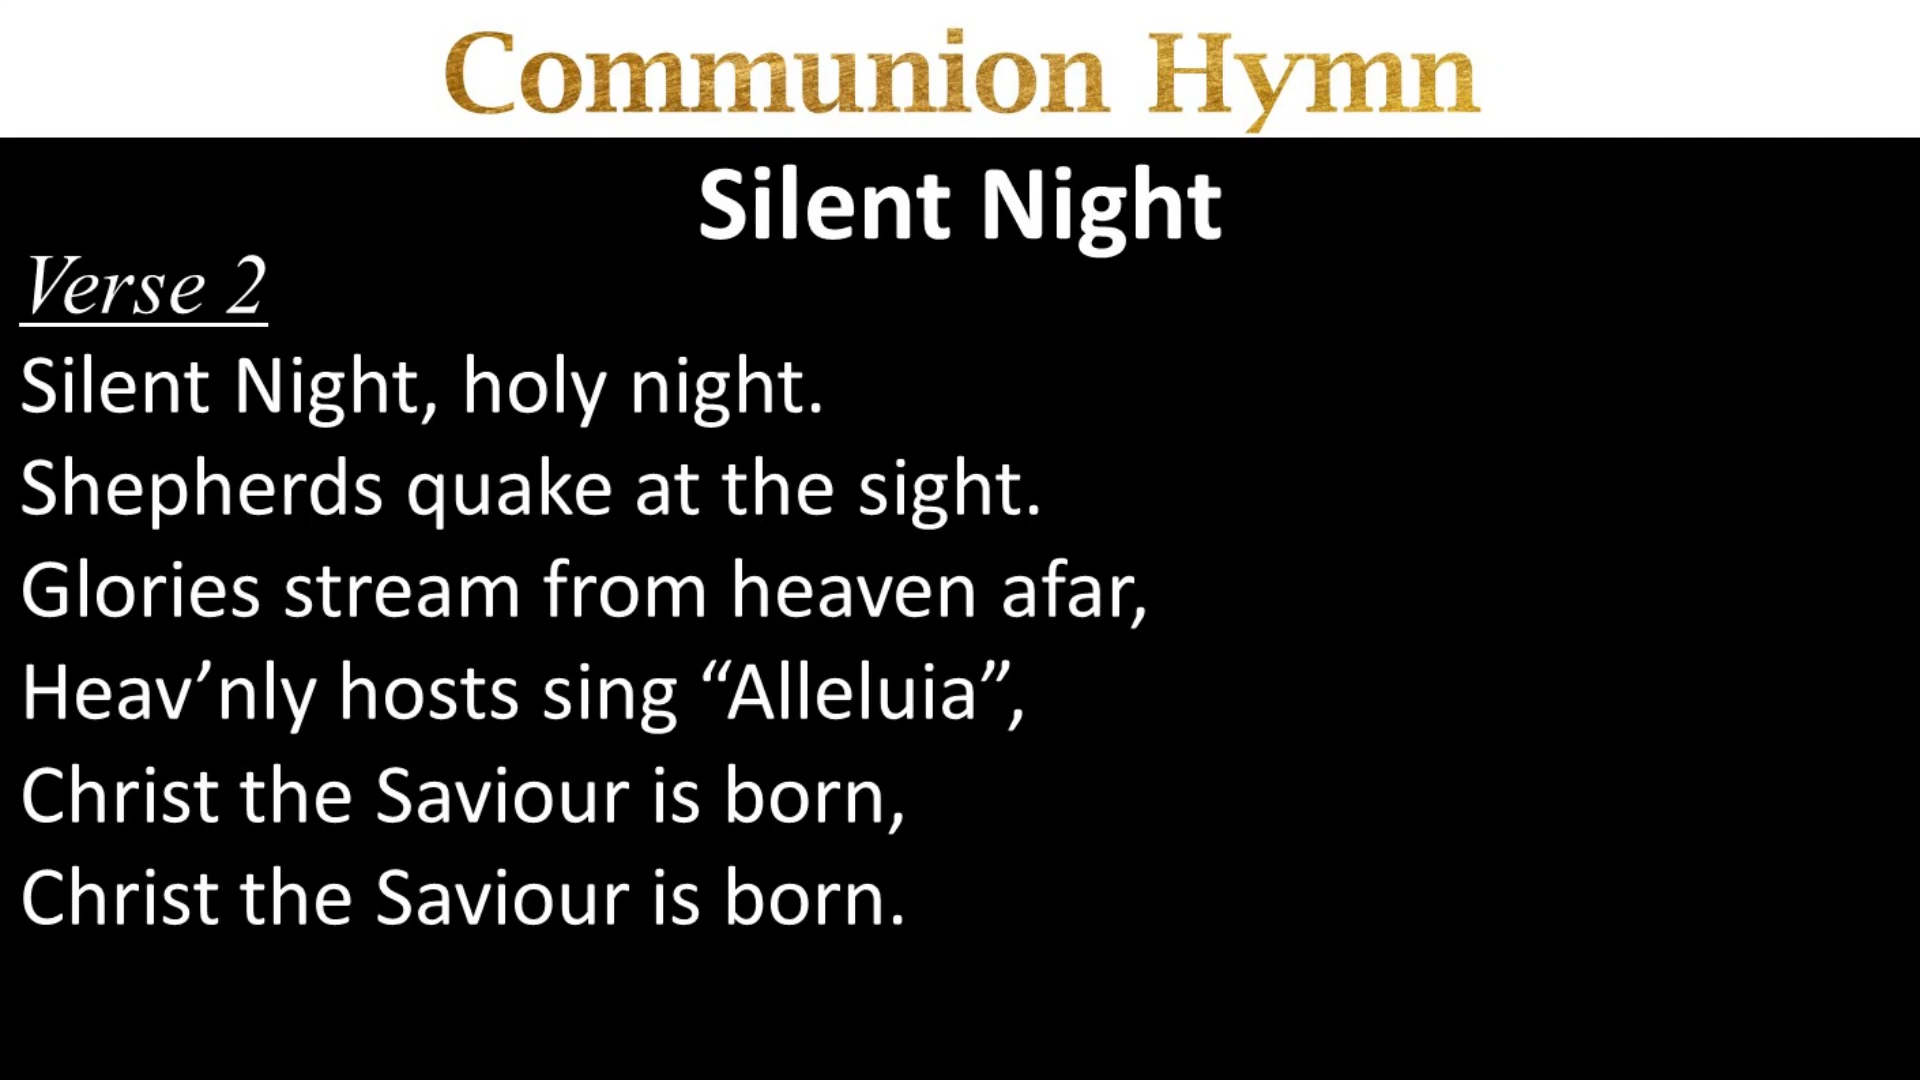 Communion Hymn
Silent Night
Verse 2
Silent Night, holy night.
Shepherds quake at the sight.
Glories stream from heaven afar,
Heav’nly hosts sing “Alleluia”,
Christ the Saviour is born,
Christ the Saviour is born.